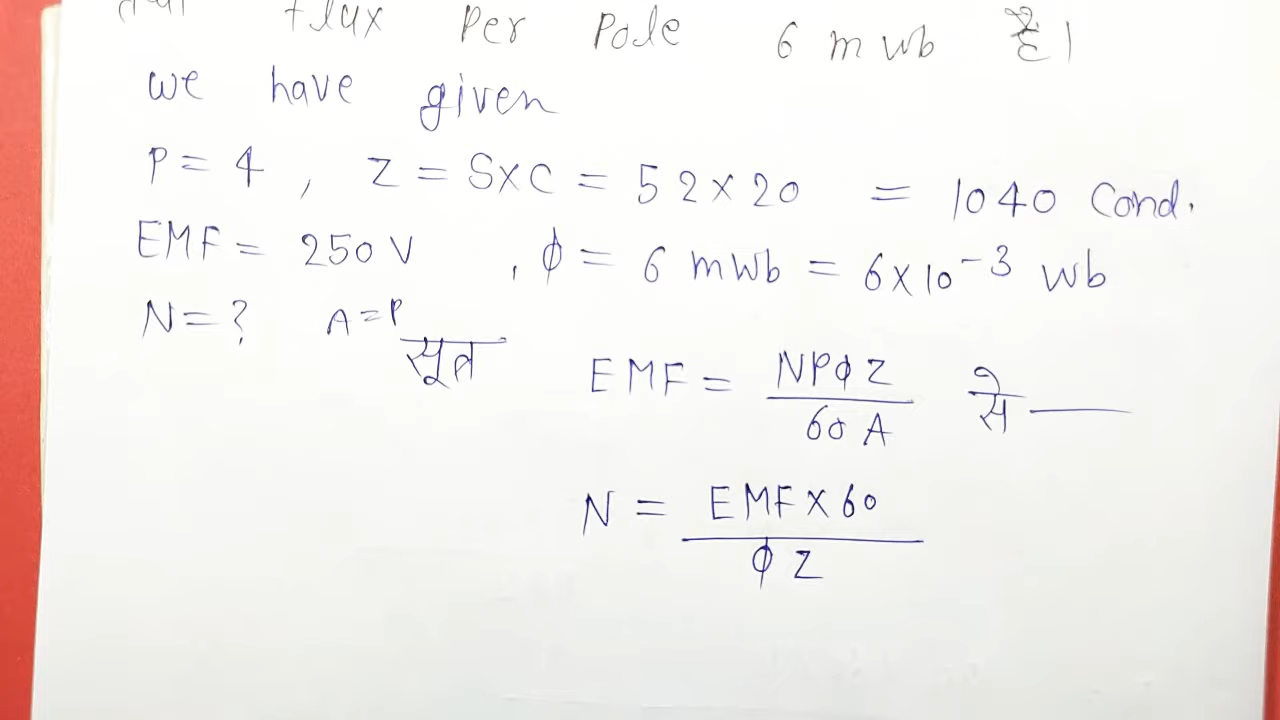 flux Per Pole 6 m wb है।
we have given
P = 4 , Z = S×C = 52×20 = 1040 Cond.
EMF = 250 V , ϕ = 6 mwb = 6×10⁻³ wb
N = ? A = P
सूत्र EMF = NPϕZ / 60 A से —
N = EMF × 60 / ϕ Z